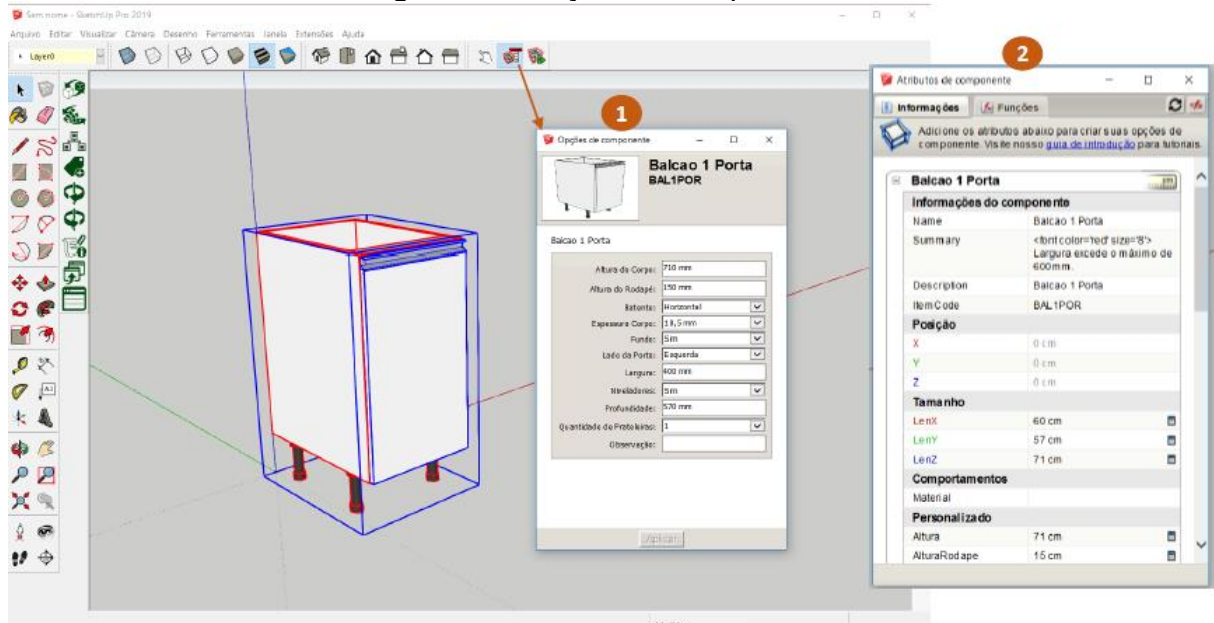 Sem nome - SketchUp Pro 2019
Arquivo Editar Visualizar Câmera Desenho Ferramentas Janela Extensões Ajuda
Layer0
1
2
Opções de componente
Balcao 1 Porta
BAL1POR
Balcao 1 Porta
Altura do Corpo: 710 mm
Altura do Rodapé: 150 mm
Batente: Horizontal
Espessura Corpo: 18,5 mm
Fundo: Sim
Lado da Porta: Esquerda
Largura: 400 mm
Niveladores: Sim
Profundidade: 570 mm
Quantidade de Prateleiras: 1
Observação:
Aplicar
Atributos de componente
Informações Funções
Adicione os atributos abaixo para criar suas opções de
componente. Visite nosso guia de introdução para tutoriais.
Balcao 1 Porta
Informações do componente
Name Balcao 1 Porta
Summary <font color='red' size='8'>
Largura excede o máximo de
600mm.
Description Balcao 1 Porta
ItemCode BAL1POR
Posição
X 0 cm
Y 0 cm
Z 0 cm
Tamanho
LenX 60 cm
LenY 57 cm
LenZ 71 cm
Comportamentos
Material
Personalizado
Altura 71 cm
AlturaRodape 15 cm